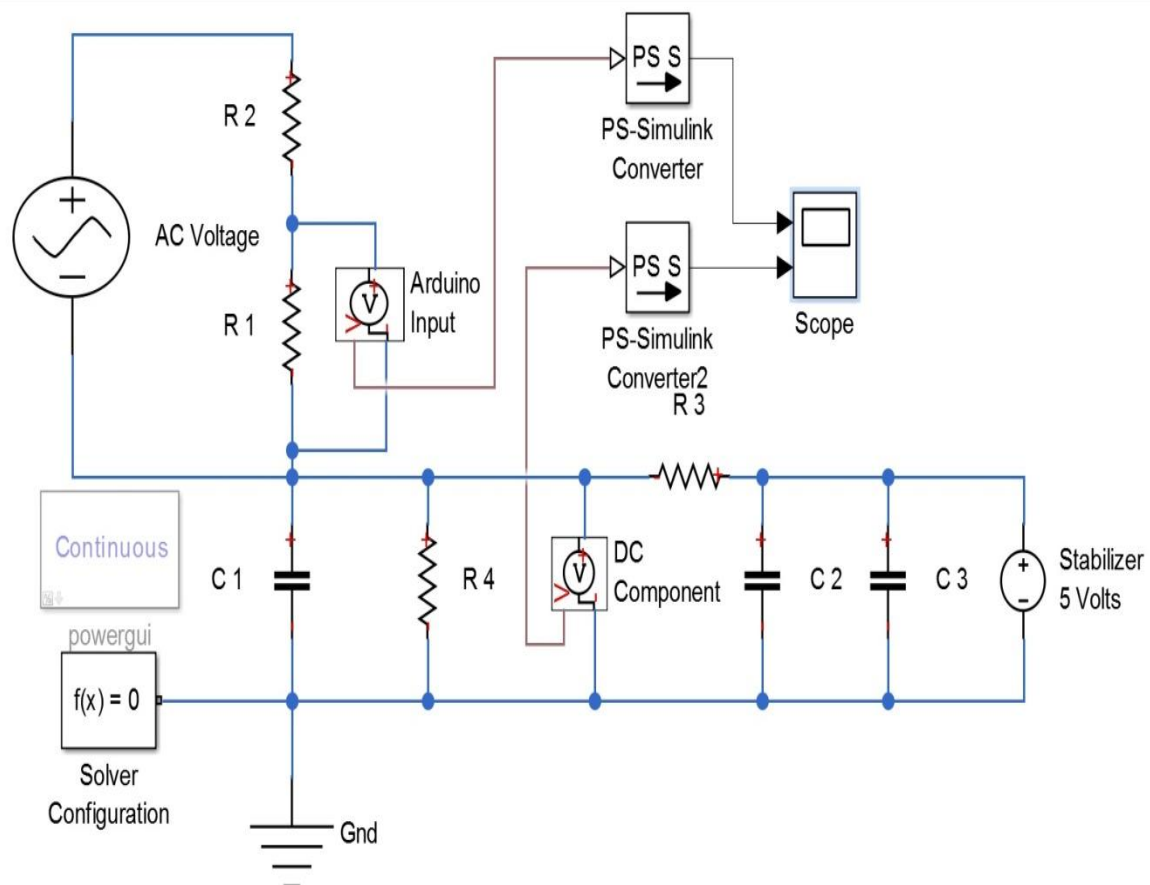 R 2
AC Voltage
R 1
V
Arduino
Input
V
PS S
PS-Simulink
Converter
PS S
PS-Simulink
Converter2
Scope
R 3
Continuous
powergui
C 1
R 4
V
DC
Component
V
C 2
C 3
Stabilizer
5 Volts
f(x) = 0
Solver
Configuration
Gnd